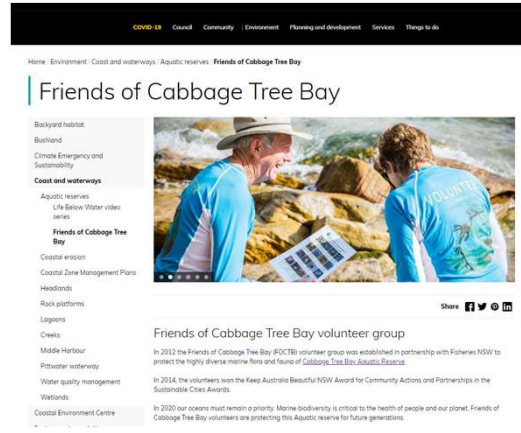 COVID-19 Council Community Environment Planning and development Services Things to do
Home / Environment / Coast and waterways / Aquatic reserves / Friends of Cabbage Tree Bay
Friends of Cabbage Tree Bay
Backyard habitat
Bushland
Climate Emergency and
Sustainability
Coast and waterways
Aquatic reserves
Life Below Water video
series
Friends of Cabbage Tree
Bay
Coastal erosion
Coastal Zone Management Plans
Headlands
Rock platforms
Lagoons
Creeks
Middle Harbour
Pittwater waterway
Water quality management
Wetlands
Coastal Environment Centre
VOLUNTEER
Share
Friends of Cabbage Tree Bay volunteer group
In 2012 the Friends of Cabbage Tree Bay (FOCTB) volunteer group was established in partnership with Fisheries NSW to
protect the highly diverse marine flora and fauna of Cabbage Tree Bay Aquatic Reserve.
In 2014, the volunteers won the Keep Australia Beautiful NSW Award for Community Actions and Partnerships in the
Sustainable Cities Awards.
In 2020 our oceans must remain a priority. Marine biodiversity is critical to the health of people and our planet. Friends of
Cabbage Tree Bay volunteers are protecting this Aquatic reserve for future generations.